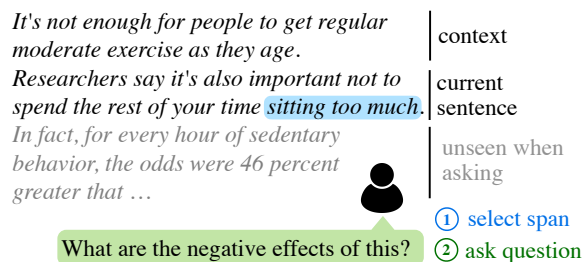 It's not enough for people to get regular
moderate exercise as they age.
context
Researchers say it's also important not to
spend the rest of your time sitting too much.
current
sentence
In fact, for every hour of sedentary
behavior, the odds were 46 percent
greater that …
unseen when
asking
1 select span
What are the negative effects of this?
2 ask question